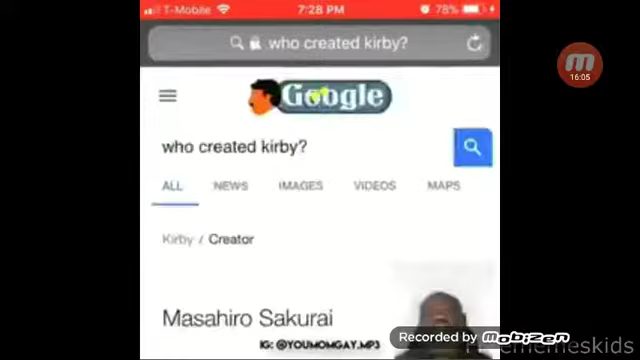 T-Mobile 7:28 PM 78%
16:05
who created kirby?
Google
who created kirby?
ALL NEWS IMAGES VIDEOS MAPS
Kirby / Creator
Masahiro Sakurai
Recorded by MOBIZEN
IG: @YOUMOMGAY.MP3